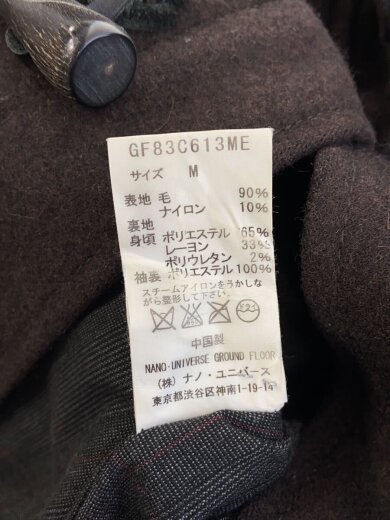 GF83C613ME
サイズ M
表地 毛 90%
ナイロン 10%
裏地
身頃 ポリエステル 65%
レーヨン 33%
ポリウレタン 2%
袖裏 ポリエステル 100%
スチームアイロンをうかしな
がら整形して下さい。
中国製
NANO·UNIVERSE GROUND FLOOR
(株) ナノ・ユニバース
東京都渋谷区神南1-19-14